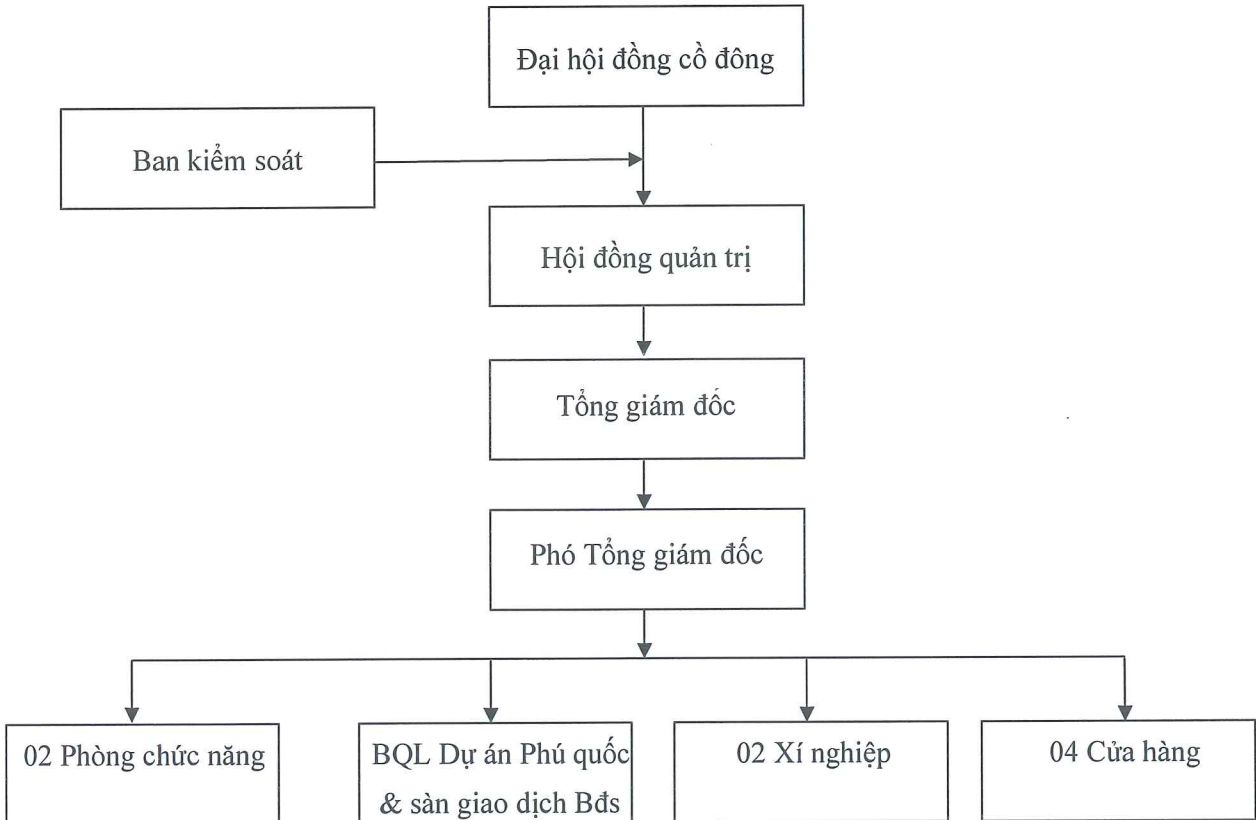 Đại hội đồng cồ đông
Ban kiểm soát
Hội đồng quản trị
Tổng giám đốc
Phó Tổng giám đốc
02 Phòng chức năng
BQL Dự án Phú quốc
& sàn giao dịch Bđs
02 Xí nghiệp
04 Cửa hàng